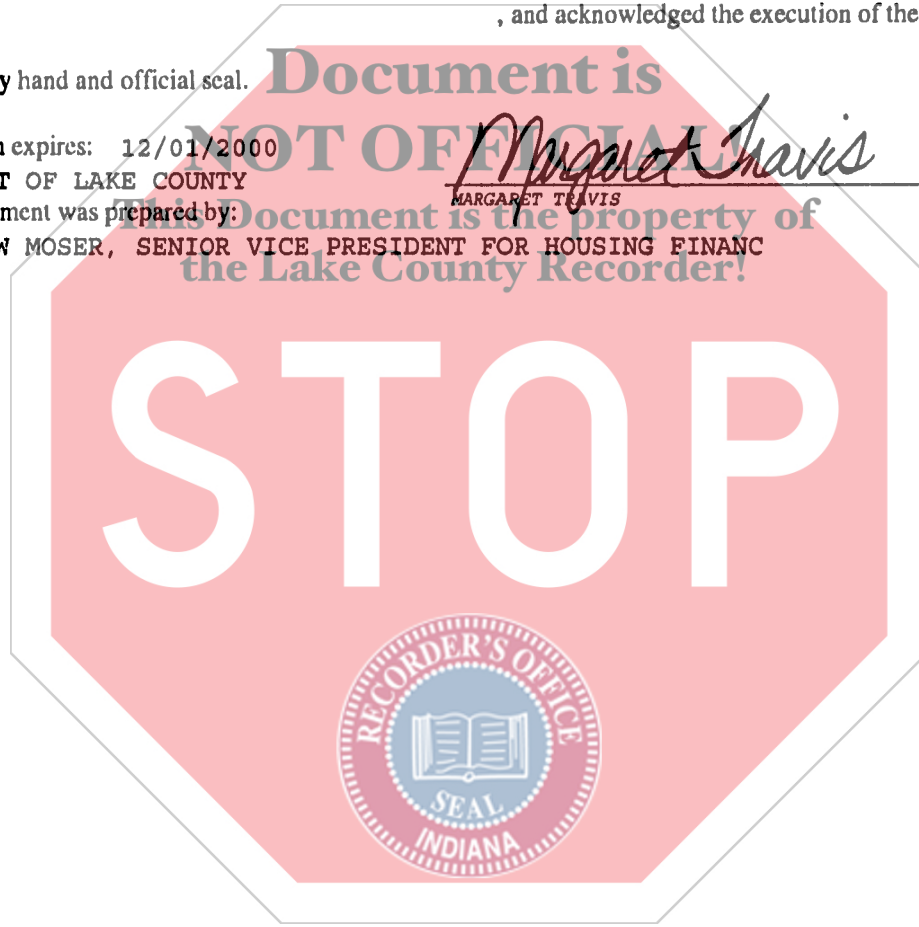 , and acknowledged the execution of the
y hand and official seal.
Document is
NOT OFFICIAL!
n expires: 12/01/2000
Margaret Travis
T OF LAKE COUNTY
MARGARET TRAVIS
ment was prepared by:
This Document is the property of
W MOSER, SENIOR VICE PRESIDENT FOR HOUSING FINANC
the Lake County Recorder!
STOP
RECORDER'S OFFICE
SEAL
INDIANA